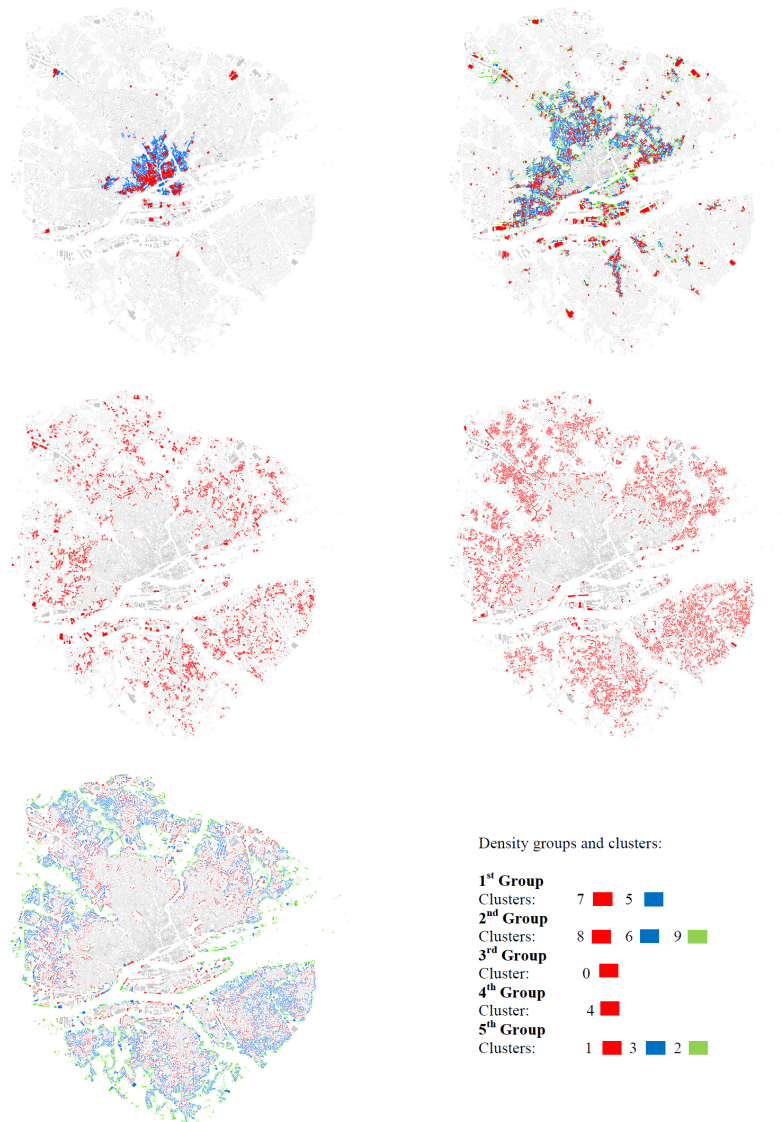 Density groups and clusters:
1st Group
Clusters: 7 5
2nd Group
Clusters: 8 6 9
3rd Group
Cluster: 0
4th Group
Cluster: 4
5th Group
Clusters: 1 3 2